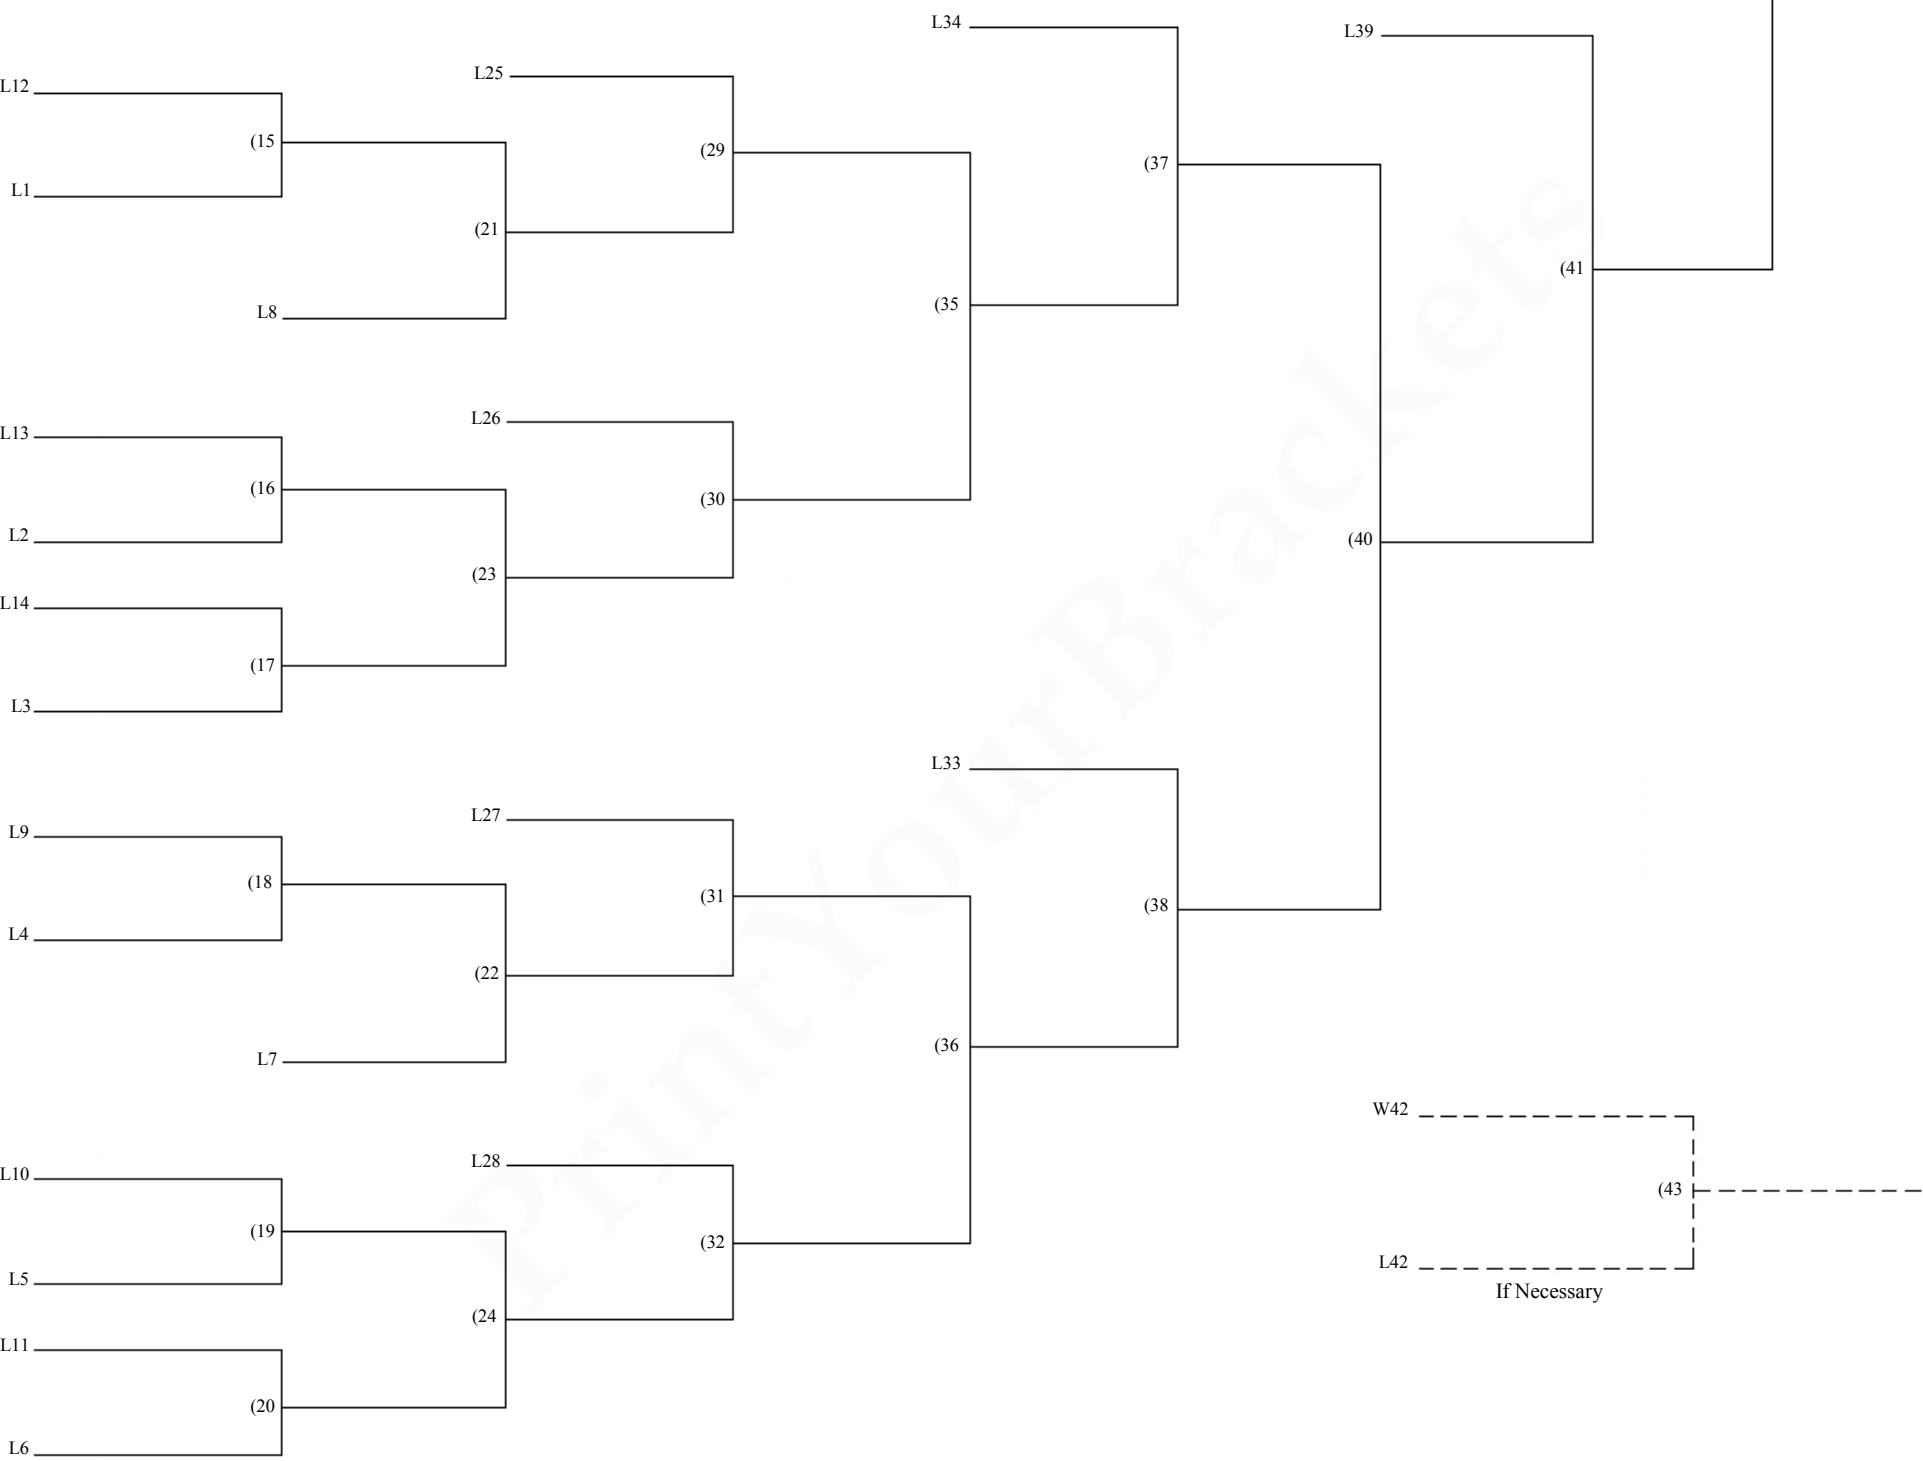 L34
L39
L25
L12
(15
(29
(37
L1
(21
(41
L8
(35
L26
L13
(16
(30
L2
(40
(23
L14
(17
L3
L33
L27
L9
(18
(31
(38
L4
(22
(36
L7
W42
L28
L10
(43
(19
(32
L42
L5
If Necessary
(24
L11
(20
L6
PrintYourBrackets